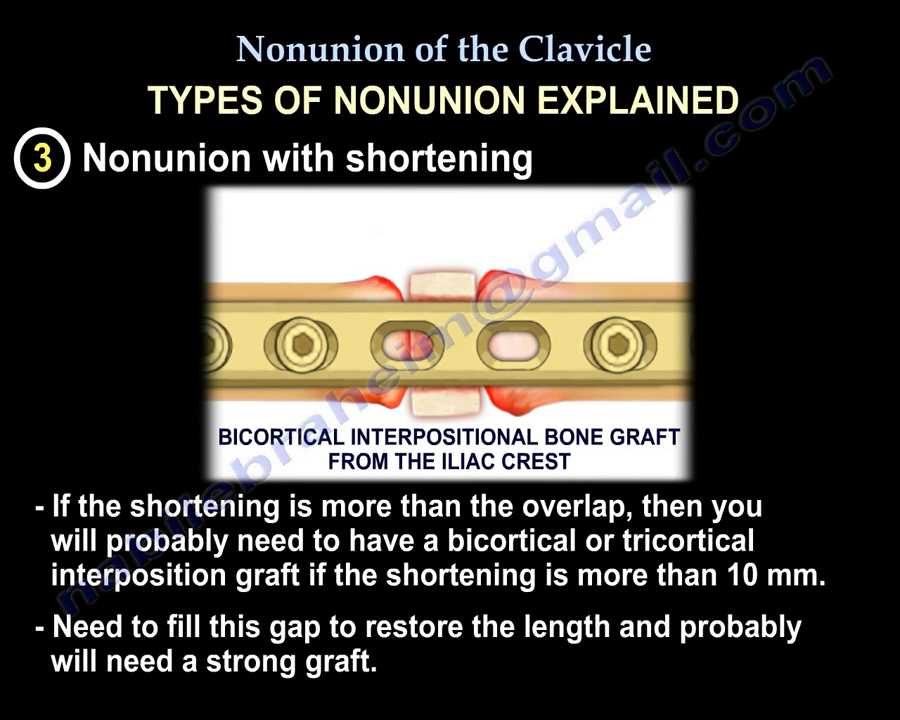 Nonunion of the Clavicle
TYPES OF NONUNION EXPLAINED
3 Nonunion with shortening
BICORTICAL INTERPOSITIONAL BONE GRAFT
FROM THE ILIAC CREST
- If the shortening is more than the overlap, then you
will probably need to have a bicortical or tricortical
interposition graft if the shortening is more than 10 mm.
- Need to fill this gap to restore the length and probably
will need a strong graft.
nabilebraheim@gmail.com